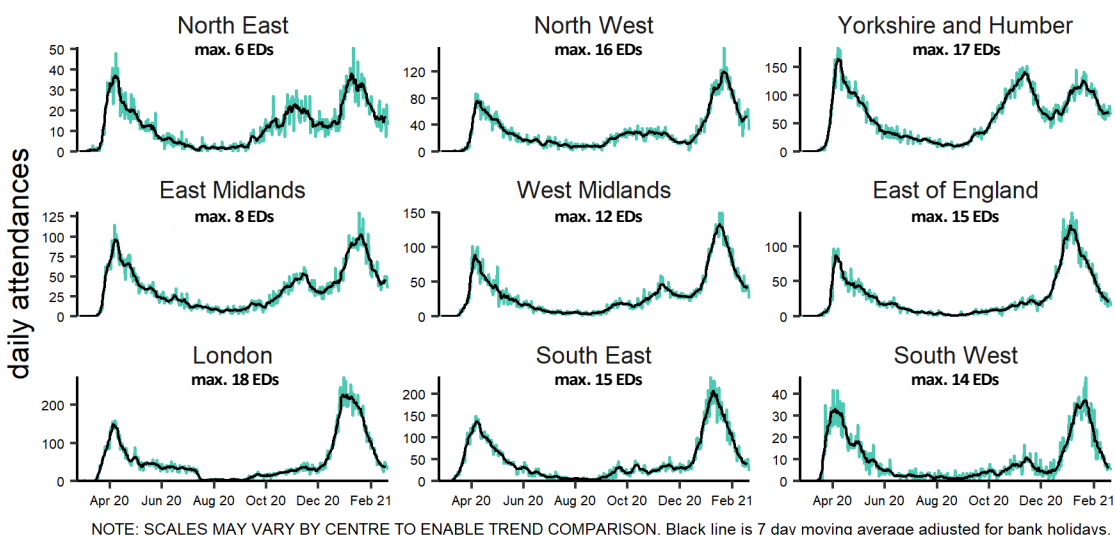 North East
max. 6 EDs
50
40
30
20
10
0
North West
max. 16 EDs
120
80
40
0
Yorkshire and Humber
max. 17 EDs
150
100
50
0
daily attendances
East Midlands
max. 8 EDs
125
100
75
50
25
0
West Midlands
max. 12 EDs
150
100
50
0
East of England
max. 15 EDs
100
50
0
London
max. 18 EDs
200
100
0
Apr 20 Jun 20 Aug 20 Oct 20 Dec 20 Feb 21
South East
max. 15 EDs
200
150
100
50
0
Apr 20 Jun 20 Aug 20 Oct 20 Dec 20 Feb 21
South West
max. 14 EDs
40
30
20
10
0
Apr 20 Jun 20 Aug 20 Oct 20 Dec 20 Feb 21
NOTE: SCALES MAY VARY BY CENTRE TO ENABLE TREND COMPARISON. Black line is 7 day moving average adjusted for bank holidays.